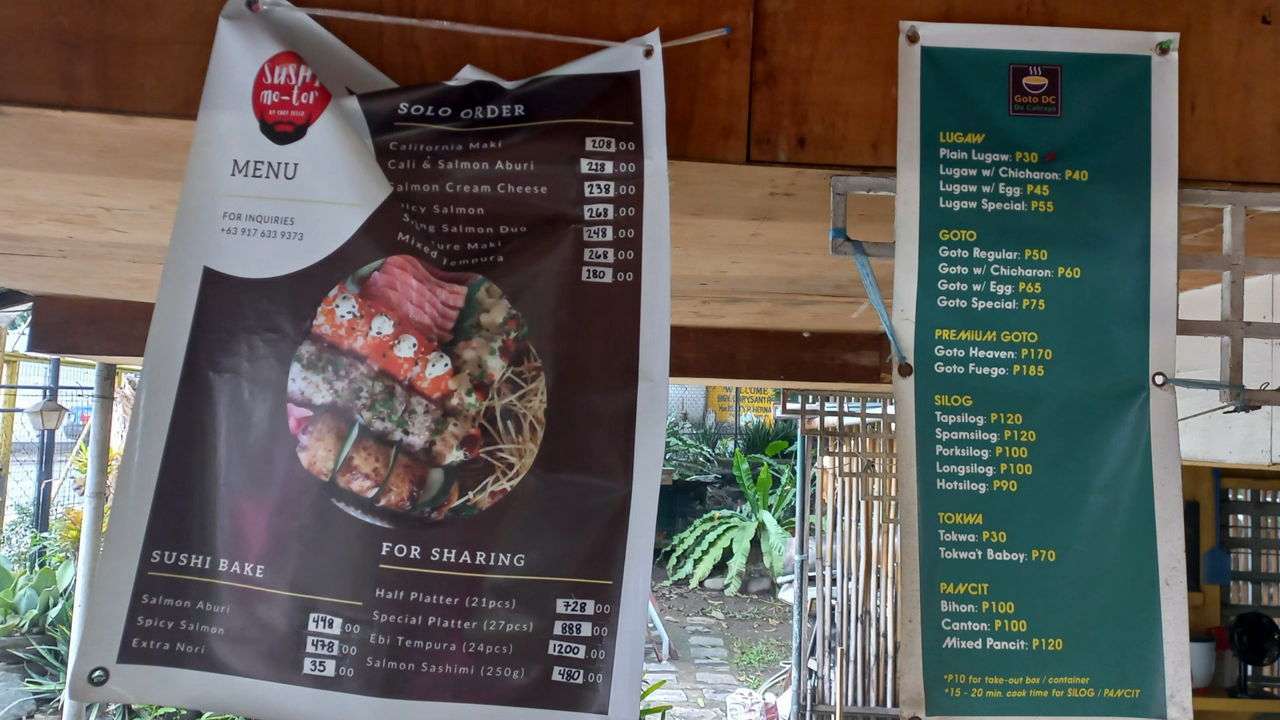 SUSHI
mo-tor
BY CHEF JESSE
MENU
FOR INQUIRIES
+63 917 633 9373
SOLO ORDER
California Maki 208.00
Cali & Salmon Aburi 218.00
Salmon Cream Cheese 238.00
icy Salmon 268.00
Salmon Duo 248.00
ure Maki 268.00
Mixed Tempura 180.00
SUSHI BAKE
Salmon Aburi 448.00
Spicy Salmon 478.00
Extra Nori 35.00
FOR SHARING
Half Platter (21pcs) 728.00
Special Platter (27pcs) 888.00
Ebi Tempura (24pcs) 1200.00
Salmon Sashimi (250g) 480.00
WELCOME
Goto DC
De Caliraya
LUGAW
Plain Lugaw: P30
Lugaw w/ Chicharon: P40
Lugaw w/ Egg: P45
Lugaw Special: P55
GOTO
Goto Regular: P50
Goto w/ Chicharon: P60
Goto w/ Egg: P65
Goto Special: P75
PREMIUM GOTO
Goto Heaven: P170
Goto Fuego: P185
SILOG
Tapsilog: P120
Spamsilog: P120
Porksilog: P100
Longsilog: P100
Hotsilog: P90
TOKWA
Tokwa: P30
Tokwa't Baboy: P70
PANCIT
Bihon: P100
Canton: P100
Mixed Pancit: P120
*P10 for take-out box / container
*15 - 20 min. cook time for SILOG / PANCIT